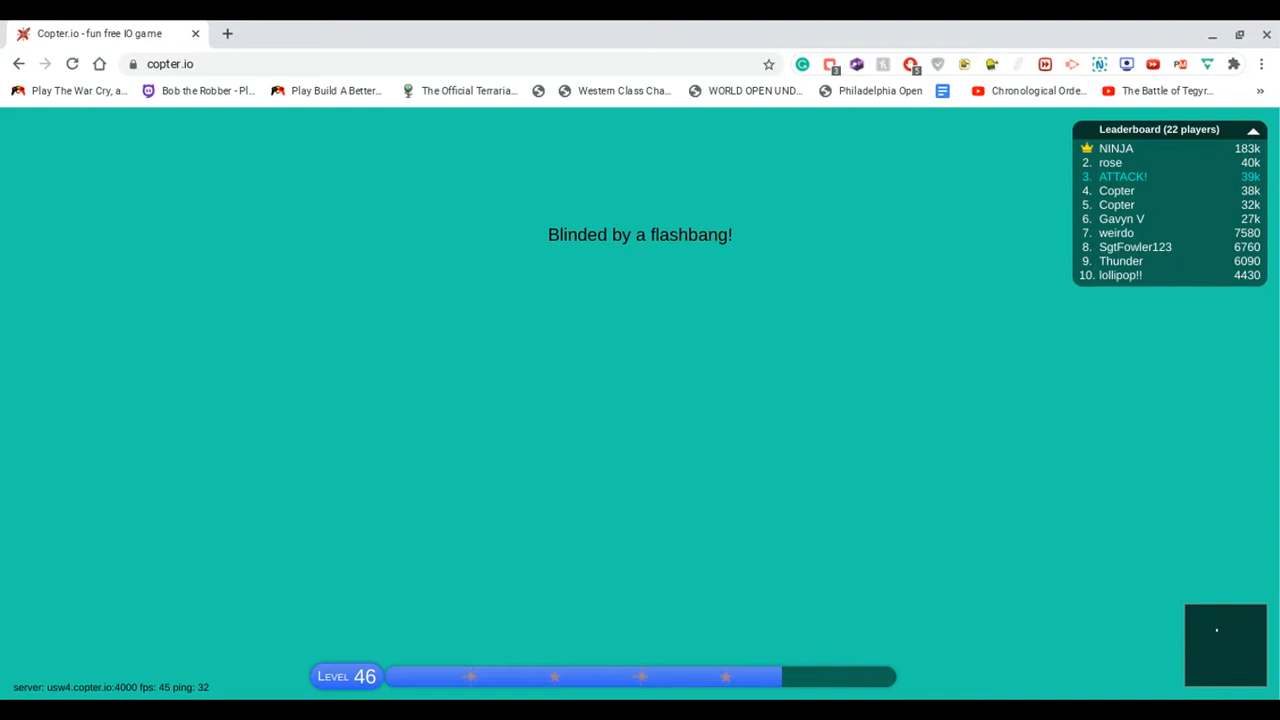 Copter.io - fun free IO game
copter.io
3
5
Play The War Cry, a...
Bob the Robber - Pl...
Play Build A Better...
The Official Terraria...
Western Class Cha...
WORLD OPEN UND...
Philadelphia Open
Chronological Orde...
The Battle of Tegyr...
»
Leaderboard (22 players)
NINJA 183k
2. rose 40k
3. ATTACK! 39k
4. Copter 38k
5. Copter 32k
6. Gavyn V 27k
7. weirdo 7580
8. SgtFowler123 6760
9. Thunder 6090
10. lollipop!! 4430
Blinded by a flashbang!
LEVEL 46
server: usw4.copter.io:4000 fps: 45 ping: 32